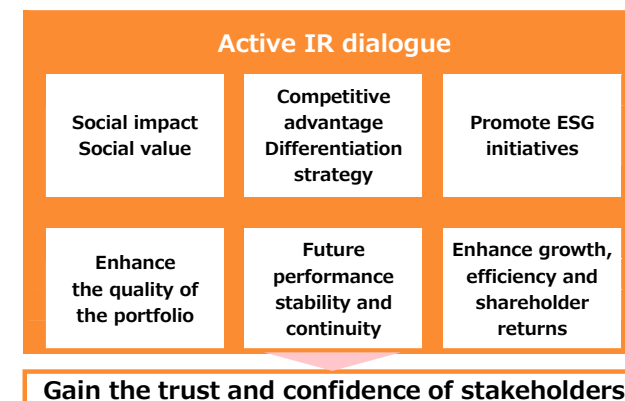 Active IR dialogue
Social impact
Social value
Competitive
advantage
Differentiation
strategy
Promote ESG
initiatives
Enhance
the quality of
the portfolio
Future
performance
stability and
continuity
Enhance growth,
efficiency and
shareholder
returns
Gain the trust and confidence of stakeholders